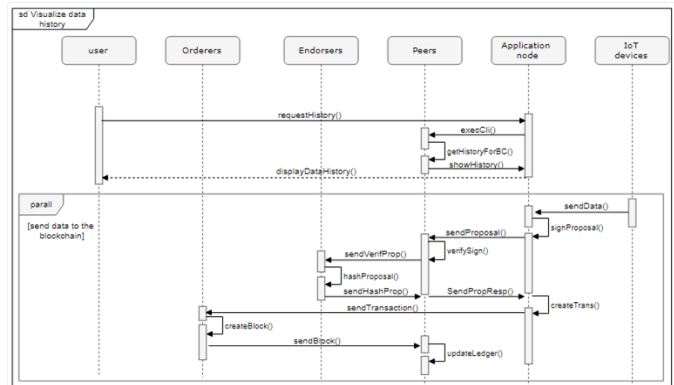 sd Visualize data
history
user
Orderers
Endorsers
Peers
Application
node
IoT
devices
requestHistory()
execCli()
getHistoryForBC()
showHistory()
displayDataHistory()
parall
[send data to the
blockchain]
sendData()
signProposal()
sendProposal()
verifySign()
sendVerifProp()
hashProposal()
sendHashProp()
SendPropResp()
createTrans()
sendTransaction()
createBlock()
sendBlock()
updateLedger()